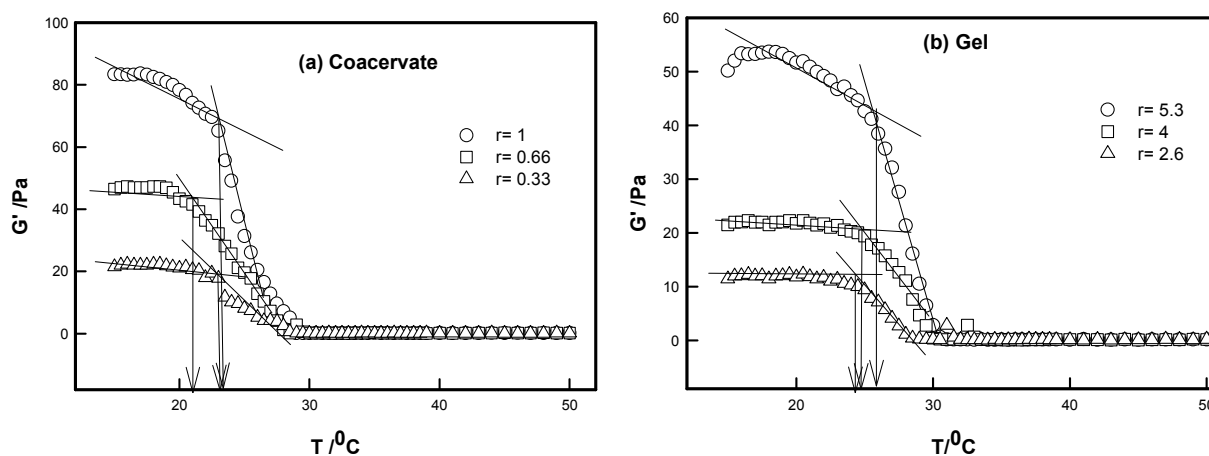 100
80
60
40
20
0
G' /Pa
(a) Coacervate
r= 1
r= 0.66
r= 0.33
20 30 40 50
T /⁰C
60
50
40
30
20
10
0
G' /Pa
(b) Gel
r= 5.3
r= 4
r= 2.6
20 30 40 50
T/⁰C